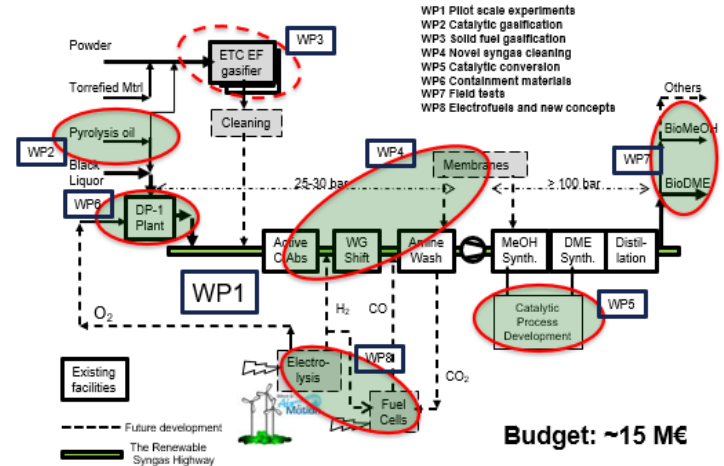 WP1 Pilot scale experiments
WP2 Catalytic gasification
WP3 Solid fuel gasification
WP4 Novel syngas cleaning
WP5 Catalytic conversion
WP6 Containment materials
WP7 Field tests
WP8 Electrofuels and new concepts
Powder
ETC EF
gasifier
WP3
Torrefied Mtrl
Cleaning
Others
BioMeOH
Pyrolysis oil
WP2
WP4
WP7
Membranes
Black
Liquor
25-30 bar
> 100 bar
BioDME
WP6
DP-1
Plant
Active
C Abs
WG
Shift
Amine
Wash
MeOH
Synth.
DME
Synth.
Distil-
lation
WP1
H2
CO
Catalytic
Process
Development
WP5
O2
WP8
CO2
Electro-
lysis
Fuel
Cells
Existing
facilities
Future development
The Renewable
Syngas Highway
Budget: ~15 M€